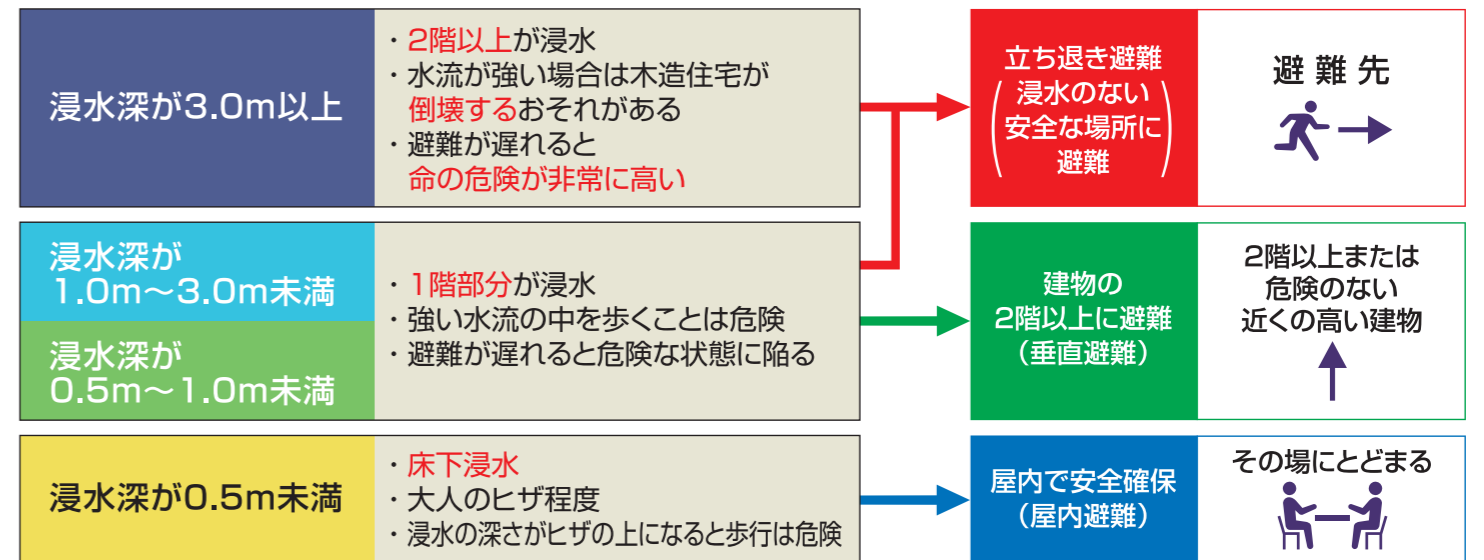 浸水深が3.0m以上
・2階以上が浸水
・水流が強い場合は木造住宅が
倒壊するおそれがある
・避難が遅れると
命の危険が非常に高い
立ち退き避難
(浸水のない
安全な場所に
避難)
避難先
浸水深が
1.0m～3.0m未満
浸水深が
0.5m～1.0m未満
・1階部分が浸水
・強い水流の中を歩くことは危険
・避難が遅れると危険な状態に陥る
建物の
2階以上に避難
（垂直避難）
2階以上または
危険のない
近くの高い建物
浸水深が0.5m未満
・床下浸水
・大人のヒザ程度
・浸水の深さがヒザの上になると歩行は危険
屋内で安全確保
（屋内避難）
その場にとどまる